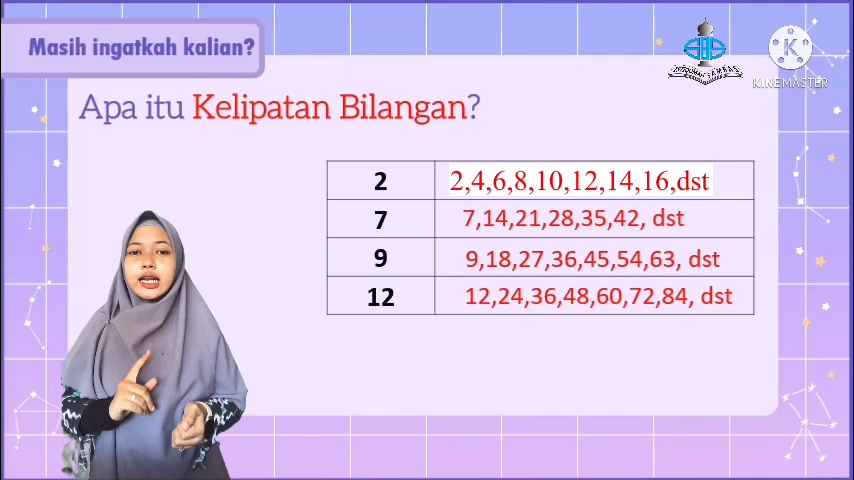 Masih ingatkah kalian?
SBS
KINEMASTER
Apa itu Kelipatan Bilangan?
2 2,4,6,8,10,12,14,16,dst
7 7,14,21,28,35,42, dst
9 9,18,27,36,45,54,63, dst
12 12,24,36,48,60,72,84, dst